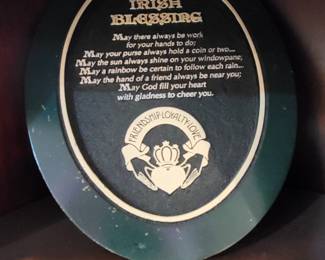 IRISH
BLESSING
May there always be work
for your hands to do;
May your purse always hold a coin or two...
May the sun always shine on your windowpane;
May a rainbow be certain to follow each rain...
May the hand of a friend always be near you;
May God fill your heart
with gladness to cheer you.
FRIENDSHIP·LOYALTY·LOVE